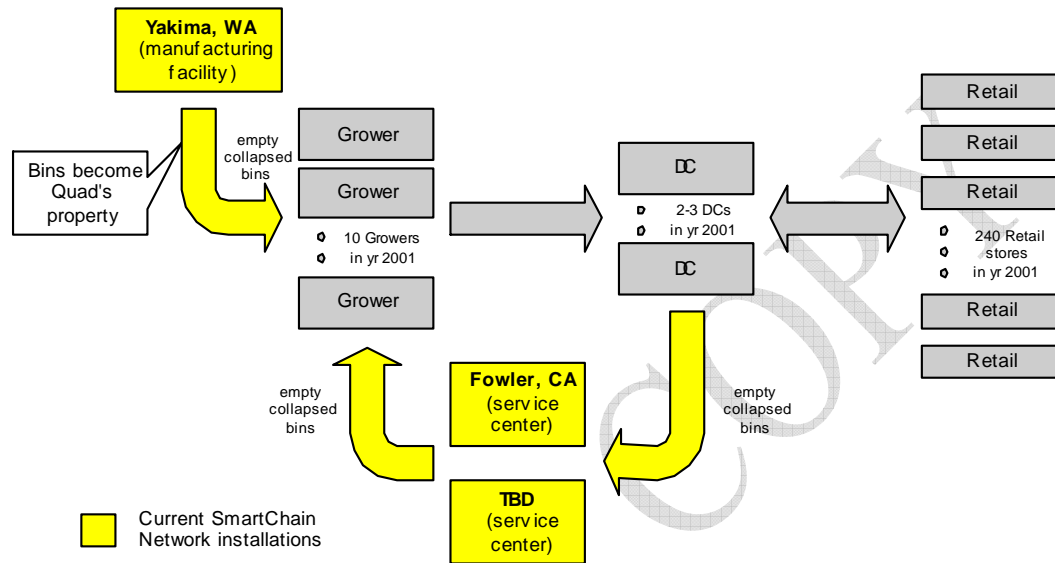 Yakima, WA
(manufacturing
facility)
Bins become
Quad's
property
empty
collapsed
bins
Grower
Grower
10 Growers
in yr 2001
Grower
DC
2-3 DCs
in yr 2001
DC
Retail
Retail
Retail
240 Retail
stores
in yr 2001
Retail
Retail
empty
collapsed
bins
Fowler, CA
(service
center)
empty
collapsed
bins
TBD
(service
center)
Current SmartChain
Network installations
COPY